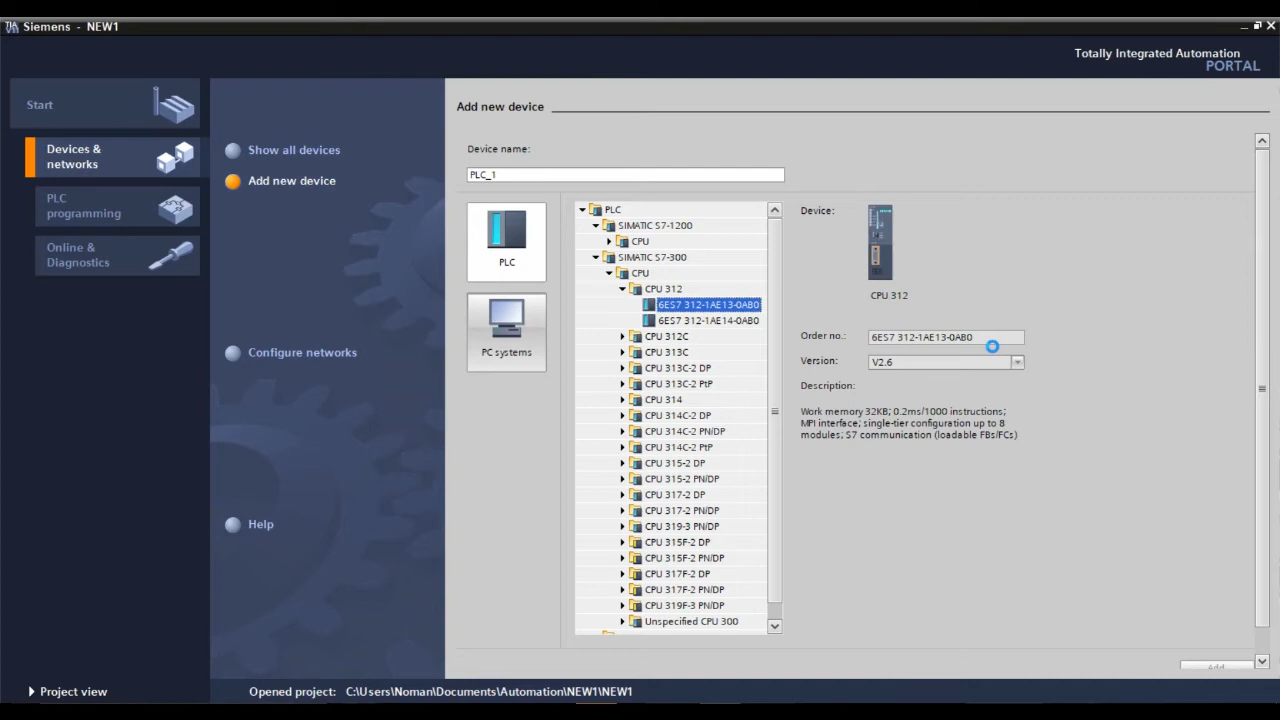 Siemens - NEW1
Totally Integrated Automation
PORTAL
Start
Devices &
networks
PLC
programming
Online &
Diagnostics
Show all devices
Add new device
Configure networks
Help
Add new device
Device name:
PLC_1
PLC
PC systems
PLC
SIMATIC S7-1200
CPU
SIMATIC S7-300
CPU
CPU 312
6ES7 312-1AE13-0AB0
6ES7 312-1AE14-0AB0
CPU 312C
CPU 313C
CPU 313C-2 DP
CPU 313C-2 PtP
CPU 314
CPU 314C-2 DP
CPU 314C-2 PN/DP
CPU 314C-2 PtP
CPU 315-2 DP
CPU 315-2 PN/DP
CPU 317-2 DP
CPU 317-2 PN/DP
CPU 319-3 PN/DP
CPU 315F-2 DP
CPU 315F-2 PN/DP
CPU 317F-2 DP
CPU 317F-2 PN/DP
CPU 319F-3 PN/DP
Unspecified CPU 300
Device:
CPU 312
Order no.: 6ES7 312-1AE13-0AB0
Version: V2.6
Description:
Work memory 32KB; 0.2ms/1000 instructions;
MPI interface; single-tier configuration up to 8
modules; S7 communication (loadable FBs/FCs)
Add
Project view
Opened project: C:\Users\Noman\Documents\Automation\NEW1\NEW1